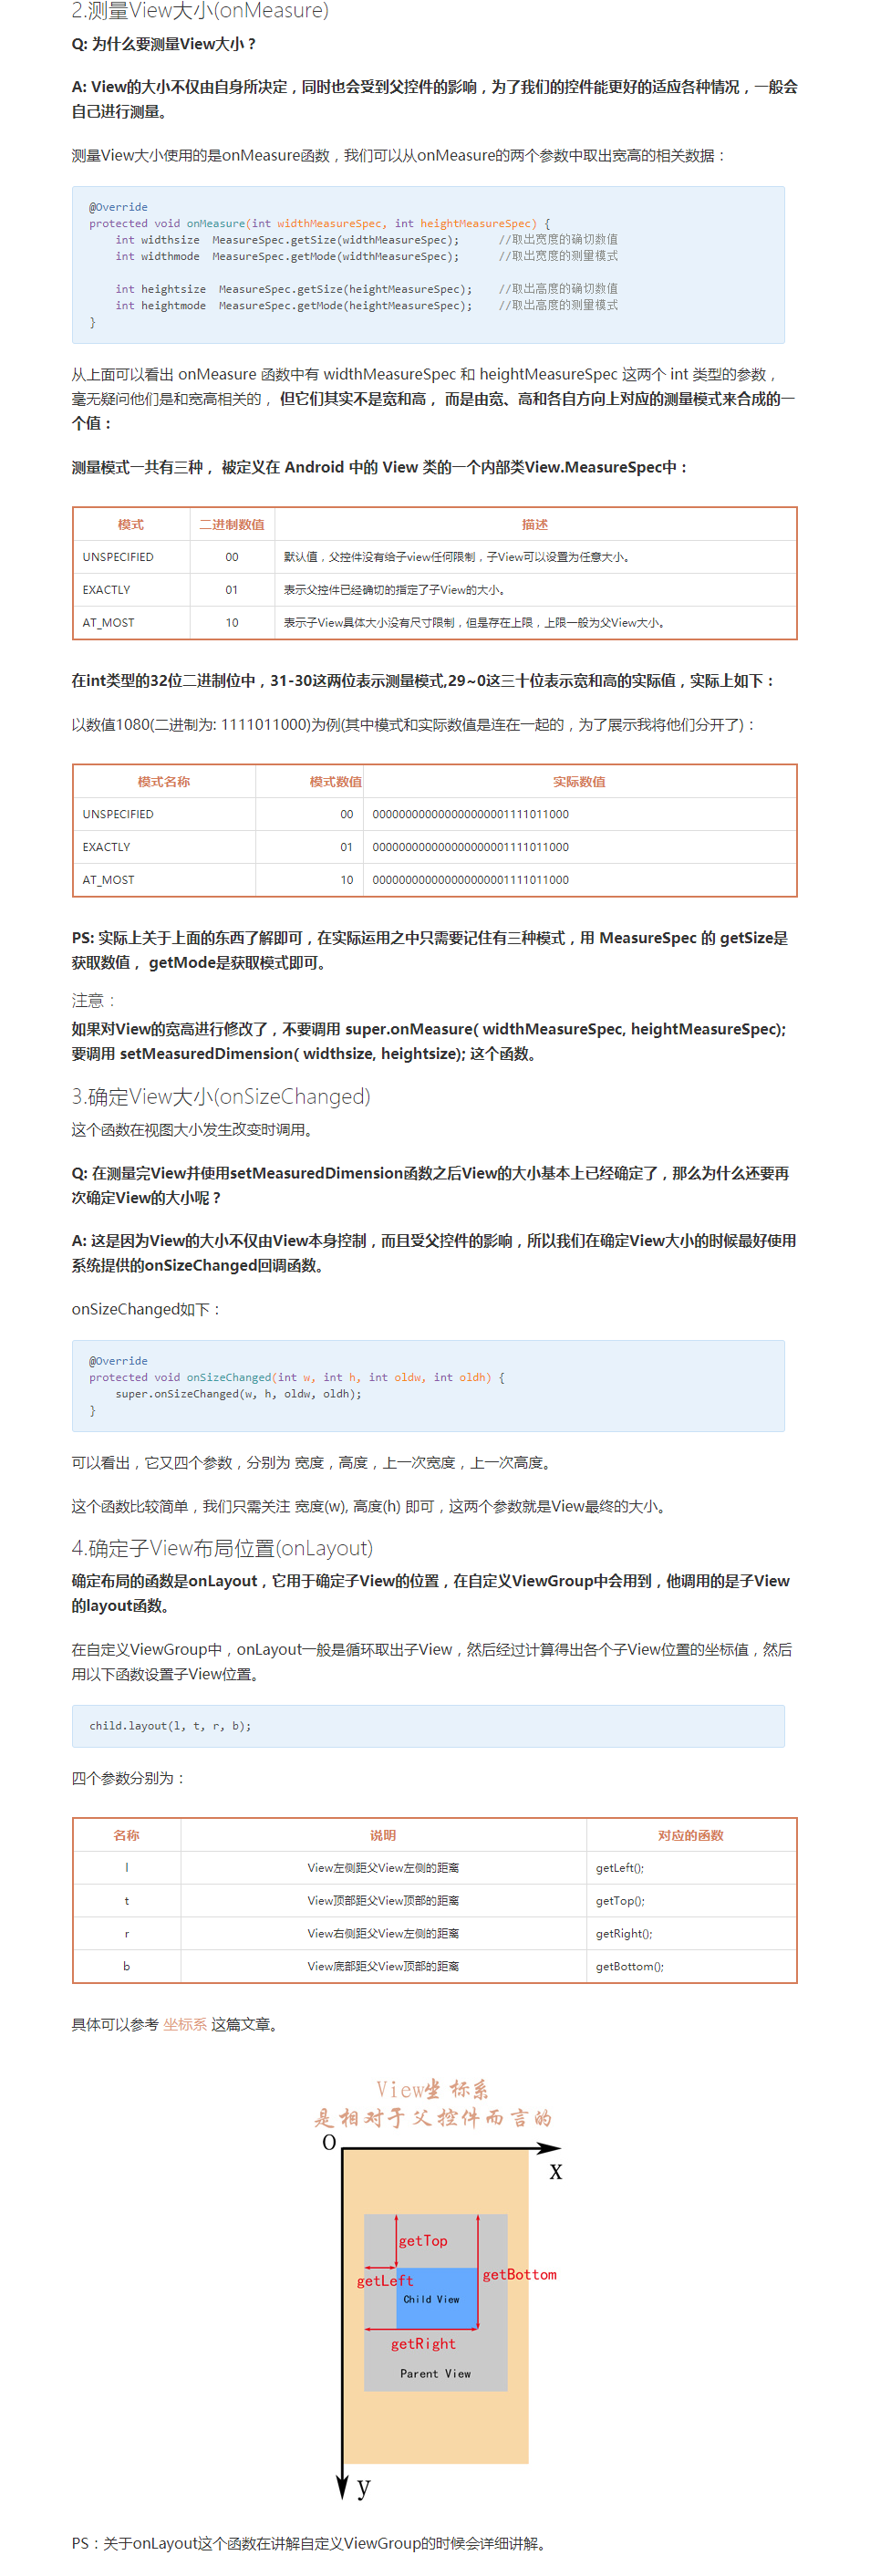 2.测量View大小(onMeasure)
Q: 为什么要测量View大小？
A: View的大小不仅由自身所决定，同时也会受到父控件的影响，为了我们的控件能更好的适应各种情况，一般会
自己进行测量。
测量View大小使用的是onMeasure函数，我们可以从onMeasure的两个参数中取出宽高的相关数据：
@Override
protected void onMeasure(int widthMeasureSpec, int heightMeasureSpec) {
int widthsize MeasureSpec.getSize(widthMeasureSpec); //取出宽度的确切数值
int widthmode MeasureSpec.getMode(widthMeasureSpec); //取出宽度的测量模式
int heightsize MeasureSpec.getSize(heightMeasureSpec); //取出高度的确切数值
int heightmode MeasureSpec.getMode(heightMeasureSpec); //取出高度的测量模式
}
从上面可以看出 onMeasure 函数中有 widthMeasureSpec 和 heightMeasureSpec 这两个 int 类型的参数，
毫无疑问他们是和宽高相关的， 但它们其实不是宽和高， 而是由宽、高和各自方向上对应的测量模式来合成的一
个值：
测量模式一共有三种， 被定义在 Android 中的 View 类的一个内部类View.MeasureSpec中：
模式 二进制数值 描述
UNSPECIFIED 00 默认值，父控件没有给子view任何限制，子View可以设置为任意大小。
EXACTLY 01 表示父控件已经确切的指定了子View的大小。
AT_MOST 10 表示子View具体大小没有尺寸限制，但是存在上限，上限一般为父View大小。
在int类型的32位二进制位中，31-30这两位表示测量模式,29~0这三十位表示宽和高的实际值，实际上如下：
以数值1080(二进制为: 1111011000)为例(其中模式和实际数值是连在一起的，为了展示我将他们分开了)：
模式名称 模式数值 实际数值
UNSPECIFIED 00 000000000000000000001111011000
EXACTLY 01 000000000000000000001111011000
AT_MOST 10 000000000000000000001111011000
PS: 实际上关于上面的东西了解即可，在实际运用之中只需要记住有三种模式，用 MeasureSpec 的 getSize是
获取数值， getMode是获取模式即可。
注意：
如果对View的宽高进行修改了，不要调用 super.onMeasure( widthMeasureSpec, heightMeasureSpec);
要调用 setMeasuredDimension( widthsize, heightsize); 这个函数。
3.确定View大小(onSizeChanged)
这个函数在视图大小发生改变时调用。
Q: 在测量完View并使用setMeasuredDimension函数之后View的大小基本上已经确定了，那么为什么还要再
次确定View的大小呢？
A: 这是因为View的大小不仅由View本身控制，而且受父控件的影响，所以我们在确定View大小的时候最好使用
系统提供的onSizeChanged回调函数。
onSizeChanged如下：
@Override
protected void onSizeChanged(int w, int h, int oldw, int oldh) {
super.onSizeChanged(w, h, oldw, oldh);
}
可以看出，它又四个参数，分别为 宽度，高度，上一次宽度，上一次高度。
这个函数比较简单，我们只需关注 宽度(w), 高度(h) 即可，这两个参数就是View最终的大小。
4.确定子View布局位置(onLayout)
确定布局的函数是onLayout，它用于确定子View的位置，在自定义ViewGroup中会用到，他调用的是子View
的layout函数。
在自定义ViewGroup中，onLayout一般是循环取出子View，然后经过计算得出各个子View位置的坐标值，然后
用以下函数设置子View位置。
child.layout(l, t, r, b);
四个参数分别为：
名称 说明 对应的函数
l View左侧距父View左侧的距离 getLeft();
t View顶部距父View顶部的距离 getTop();
r View右侧距父View左侧的距离 getRight();
b View底部距父View顶部的距离 getBottom();
具体可以参考 坐标系 这篇文章。
View坐标系
是相对于父控件而言的
O
X
getTop
getBottom
getLeft
Child View
getRight
Parent View
y
PS：关于onLayout这个函数在讲解自定义ViewGroup的时候会详细讲解。